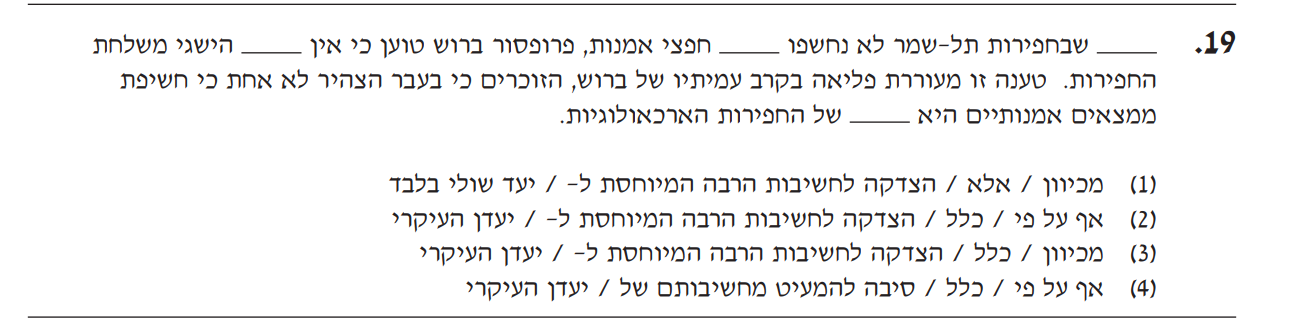 19. _____ שבחפירות תל-שמר לא נחשפו _____ חפצי אמנות, פרופסור ברוש טוען כי אין _____ הישגי משלחת
החפירות. טענה זו מעוררת פליאה בקרב עמיתיו של ברוש, הזוכרים כי בעבר הצהיר לא אחת כי חשיפת
ממצאים אמנותיים היא _____ של החפירות הארכאולוגיות.
(1) מכיוון / אלא / הצדקה לחשיבות הרבה המיוחסת ל- / יעד שולי בלבד
(2) אף על פי / כלל / הצדקה לחשיבות הרבה המיוחסת ל- / יעדן העיקרי
(3) מכיוון / כלל / הצדקה לחשיבות הרבה המיוחסת ל- / יעדן העיקרי
(4) אף על פי / כלל / סיבה להמעיט מחשיבותם של / יעדן העיקרי